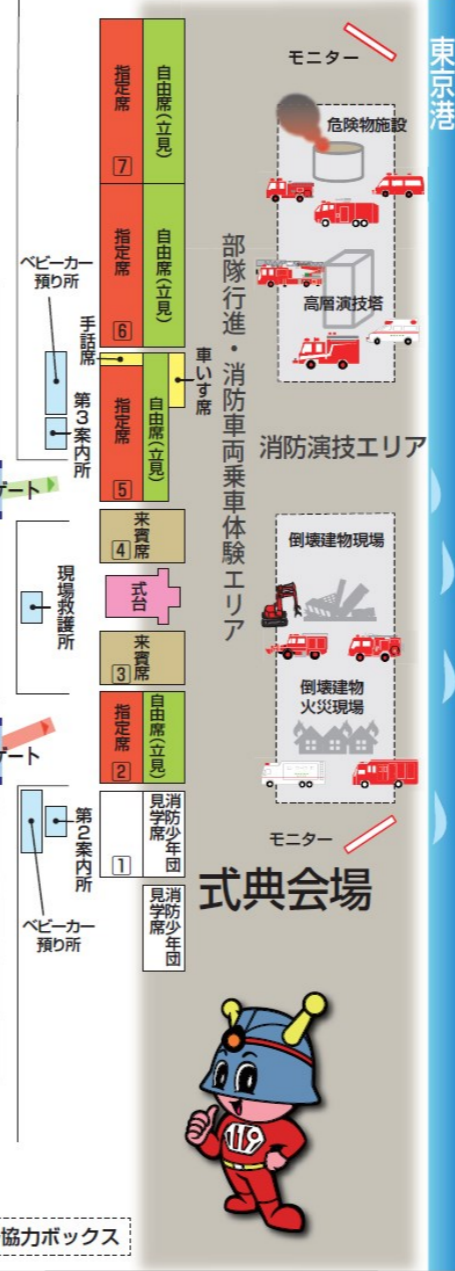 東京港
モニター
危険物施設
高層演技塔
消防演技エリア
倒壊建物現場
倒壊建物
火災現場
モニター
部隊行進・消防車両乗車体験エリア
指定席
7
自由席(立見)
指定席
6
自由席(立見)
手話席
車いす席
指定席
5
自由席(立見)
来賓席
4
式台
来賓席
3
指定席
2
自由席(立見)
1
消防少年団
見学席
消防少年団
見学席
ベビーカー
預り所
第3案内所
ゲート
現場救護所
ゲート
第2案内所
ベビーカー
預り所
式典会場
119
協力ボックス